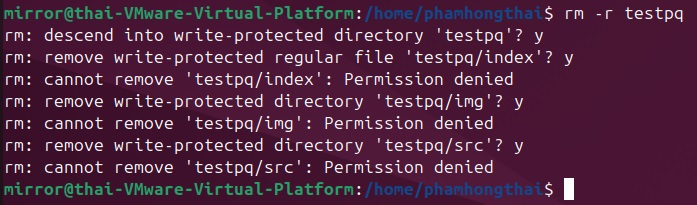 mirror@thai-VMware-Virtual-Platform:/home/phamhongthai$ rm -r testpq
rm: descend into write-protected directory 'testpq'? y
rm: remove write-protected regular file 'testpq/index'? y
rm: cannot remove 'testpq/index': Permission denied
rm: remove write-protected directory 'testpq/img'? y
rm: cannot remove 'testpq/img': Permission denied
rm: remove write-protected directory 'testpq/src'? y
rm: cannot remove 'testpq/src': Permission denied
mirror@thai-VMware-Virtual-Platform:/home/phamhongthai$